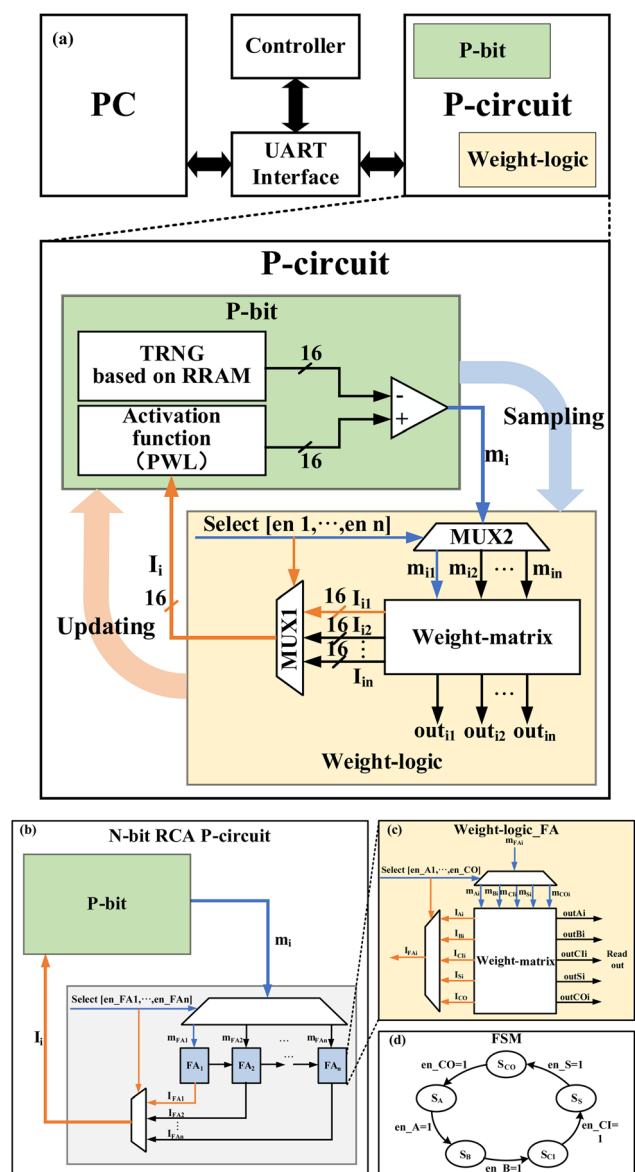 (a)
PC
Controller
UART
Interface
P-bit
P-circuit
Weight-logic
P-circuit
P-bit
TRNG
based on RRAM
16
Activation
function
（PWL）
16
-
+
Sampling
mi
Select [en 1,⋯,en n]
MUX2
mi1 mi2 ⋯ min
Ii
16
Updating
MUX1
16 Ii1
16 Ii2
⋮
16 Iin
Weight-matrix
⋯
outi1 outi2 outin
Weight-logic
(b)
N-bit RCA P-circuit
P-bit
mi
Select [en_FA1,⋯,en_FAn]
mFA1 mFA2 ⋯ mFAn
FA1 FA2 ⋯ FAn
Ii
IFA1
IFA2
⋮
IFAn
(c)
Weight-logic_FA
mFAi
Select [en_A1,⋯,en_CO]
mAi mBi mCIi mSi mCOi
IAi
IBi
IFAi
ICIi
ISi
ICO
Weight-matrix
outAi
outBi
outCIi
outSi
outCOi
Read
out
(d)
FSM
SCO
en_CO=1
en_S=1
SA
SS
en_A=1
en_CI=
1
SB
SCI
en_B=1